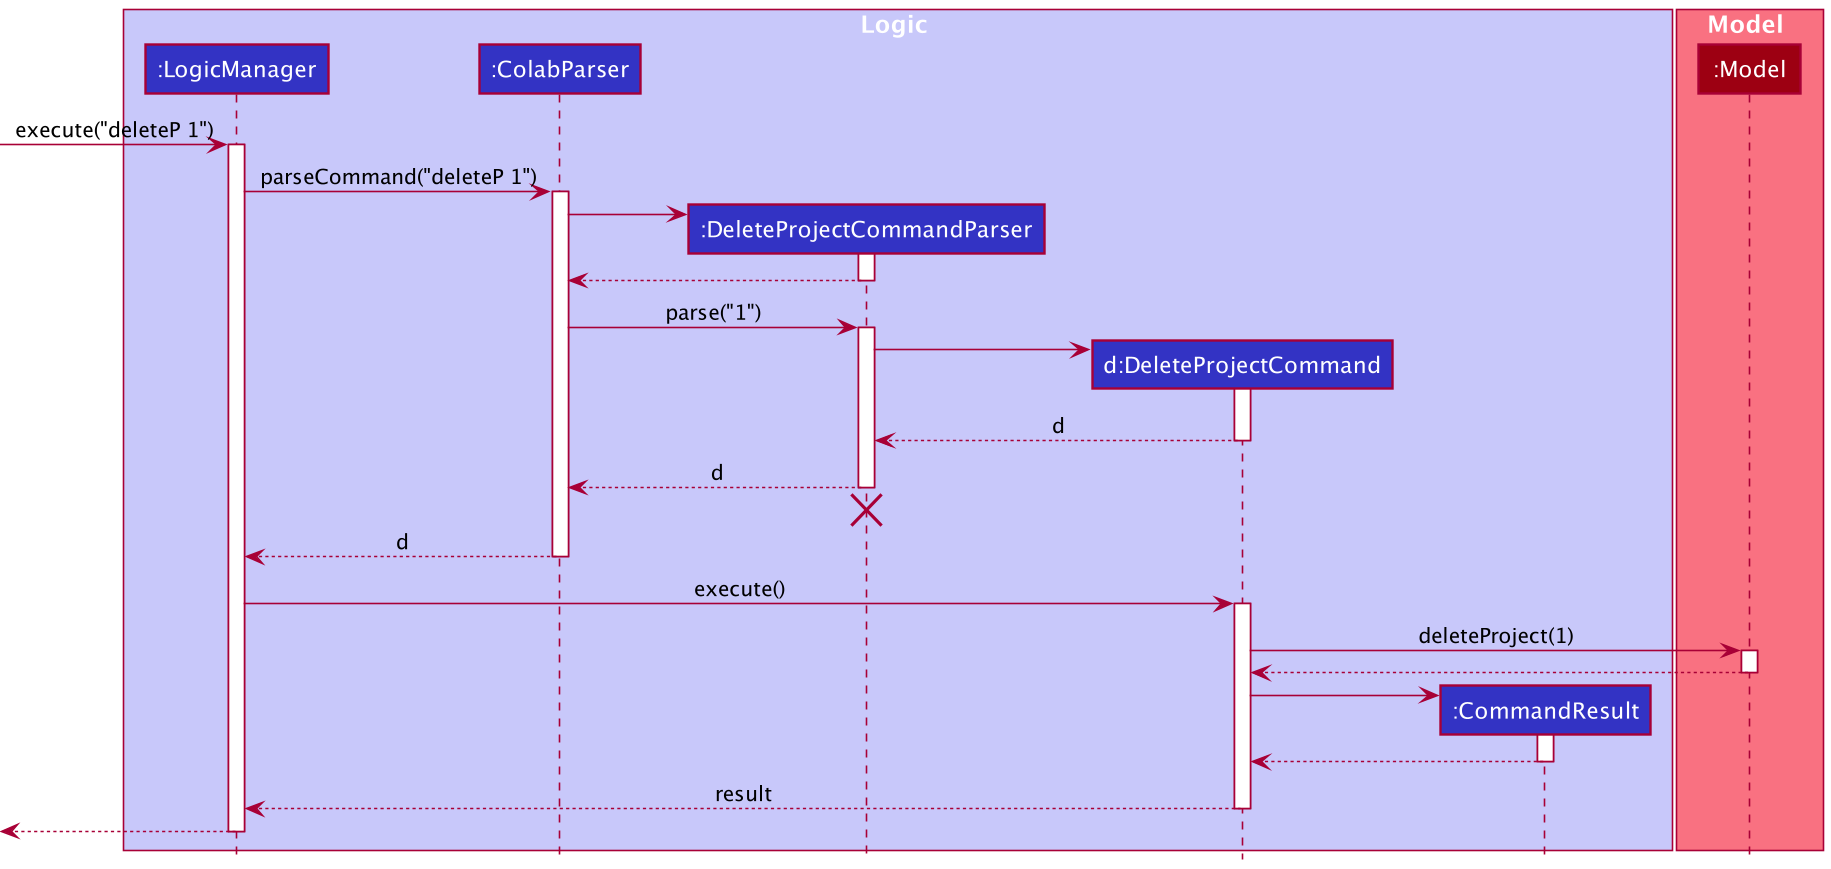 Logic
Model
:LogicManager
:ColabParser
:Model
execute("deleteP 1")
parseCommand("deleteP 1")
:DeleteProjectCommandParser
parse("1")
d:DeleteProjectCommand
d
d
d
execute()
deleteProject(1)
:CommandResult
result